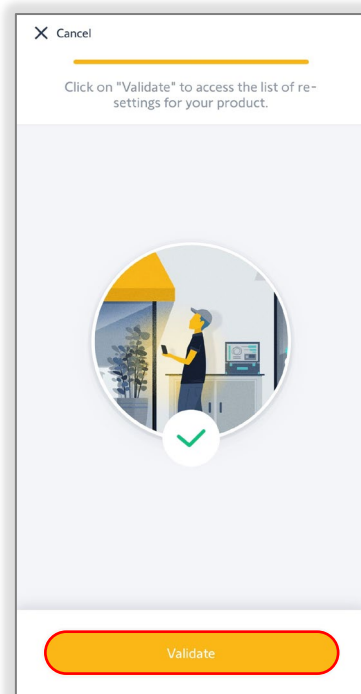 Cancel
Click on "Validate" to access the list of re-
settings for your product.
Validate